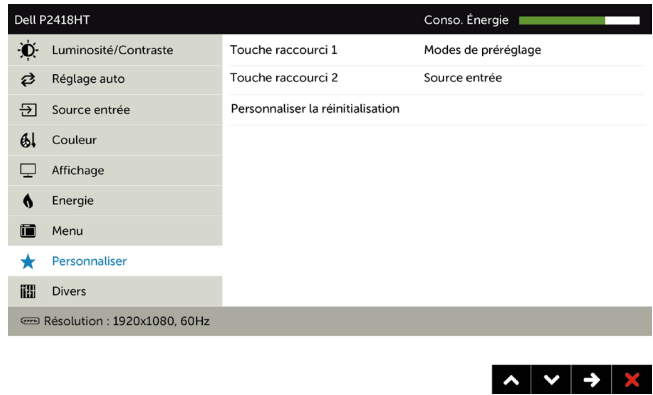 Dell P2418HT Conso. Énergie
Luminosité/Contraste Touche raccourci 1 Modes de préréglage
Réglage auto Touche raccourci 2 Source entrée
Source entrée Personnaliser la réinitialisation
Couleur
Affichage
Energie
Menu
Personnaliser
Divers
Résolution : 1920x1080, 60Hz